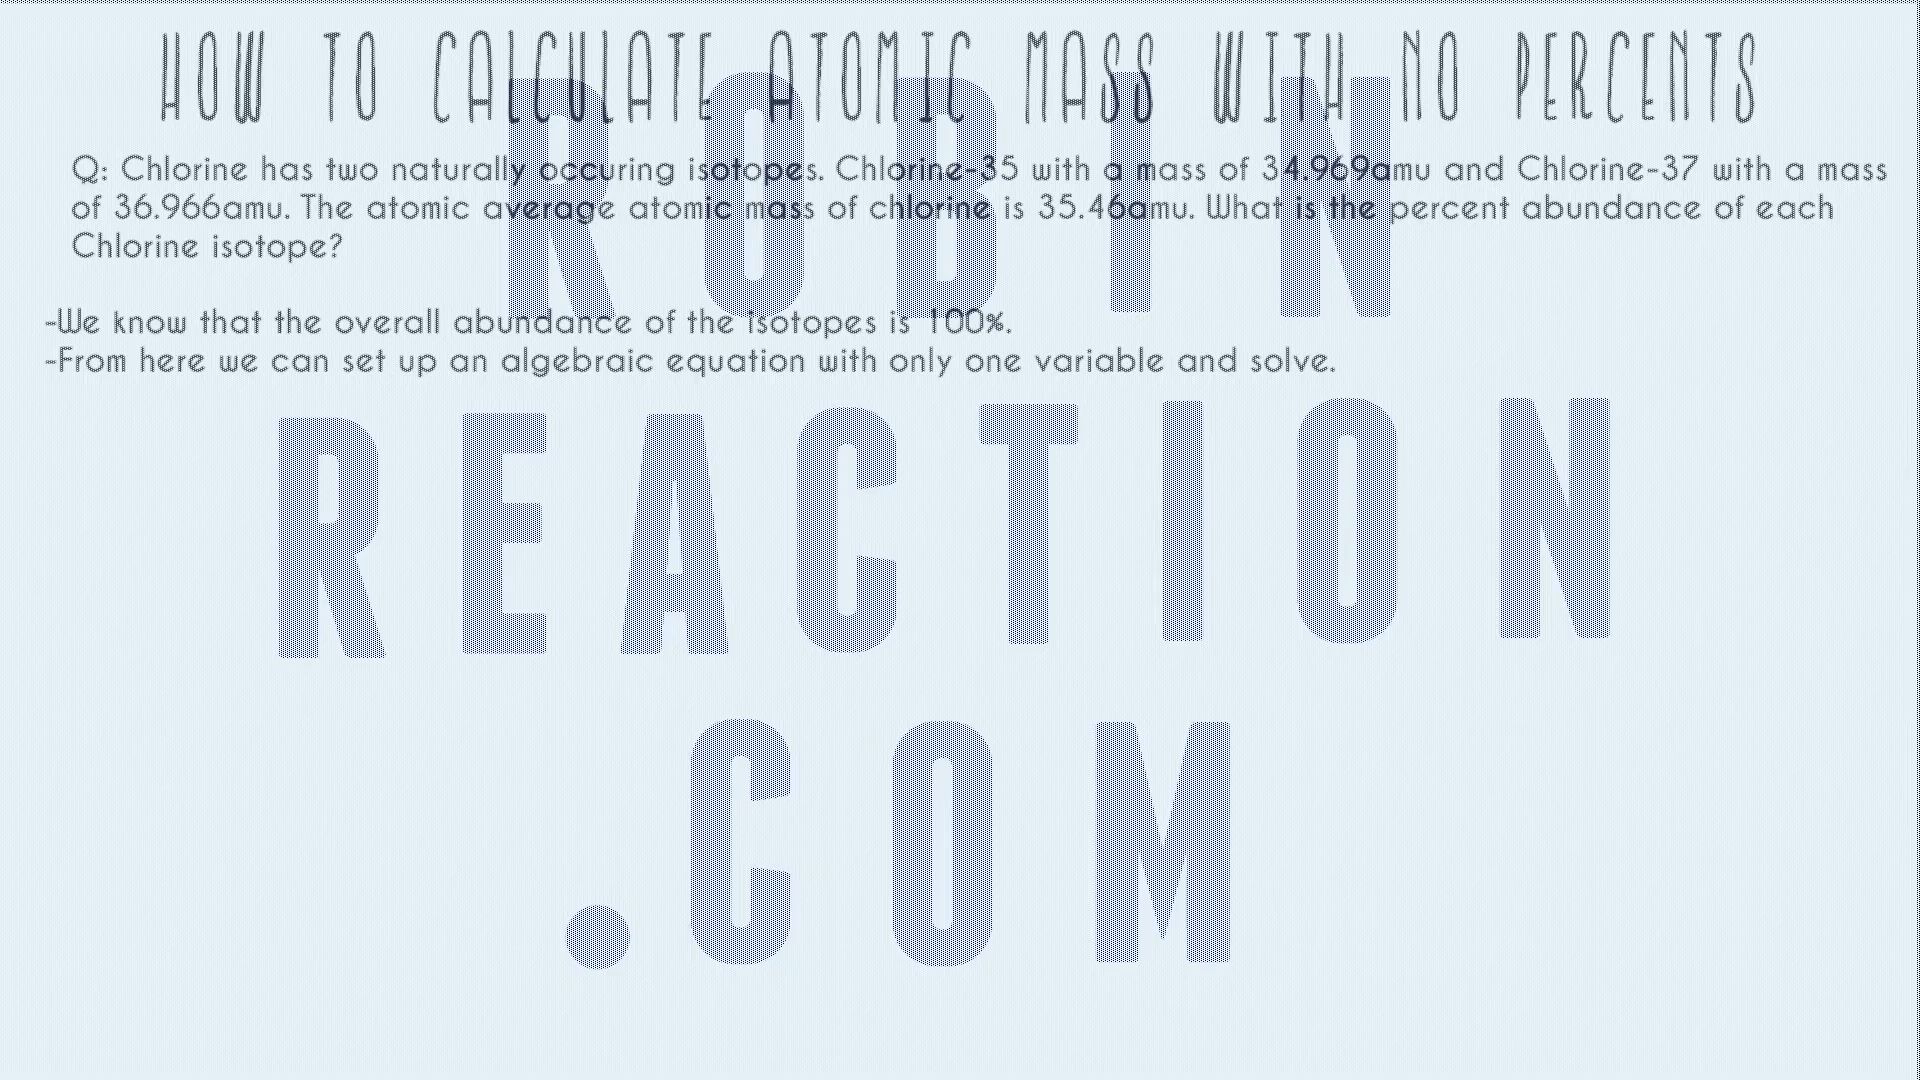 HOW TO CALCULATE ATOMIC MASS WITH NO PERCENTS
Q: Chlorine has two naturally occuring isotopes. Chlorine-35 with a mass of 34.969amu and Chlorine-37 with a mass
of 36.966amu. The atomic average atomic mass of chlorine is 35.46amu. What is the percent abundance of each
Chlorine isotope?
-We know that the overall abundance of the isotopes is 100%.
-From here we can set up an algebraic equation with only one variable and solve.
ROBIN
REACTION
.COM